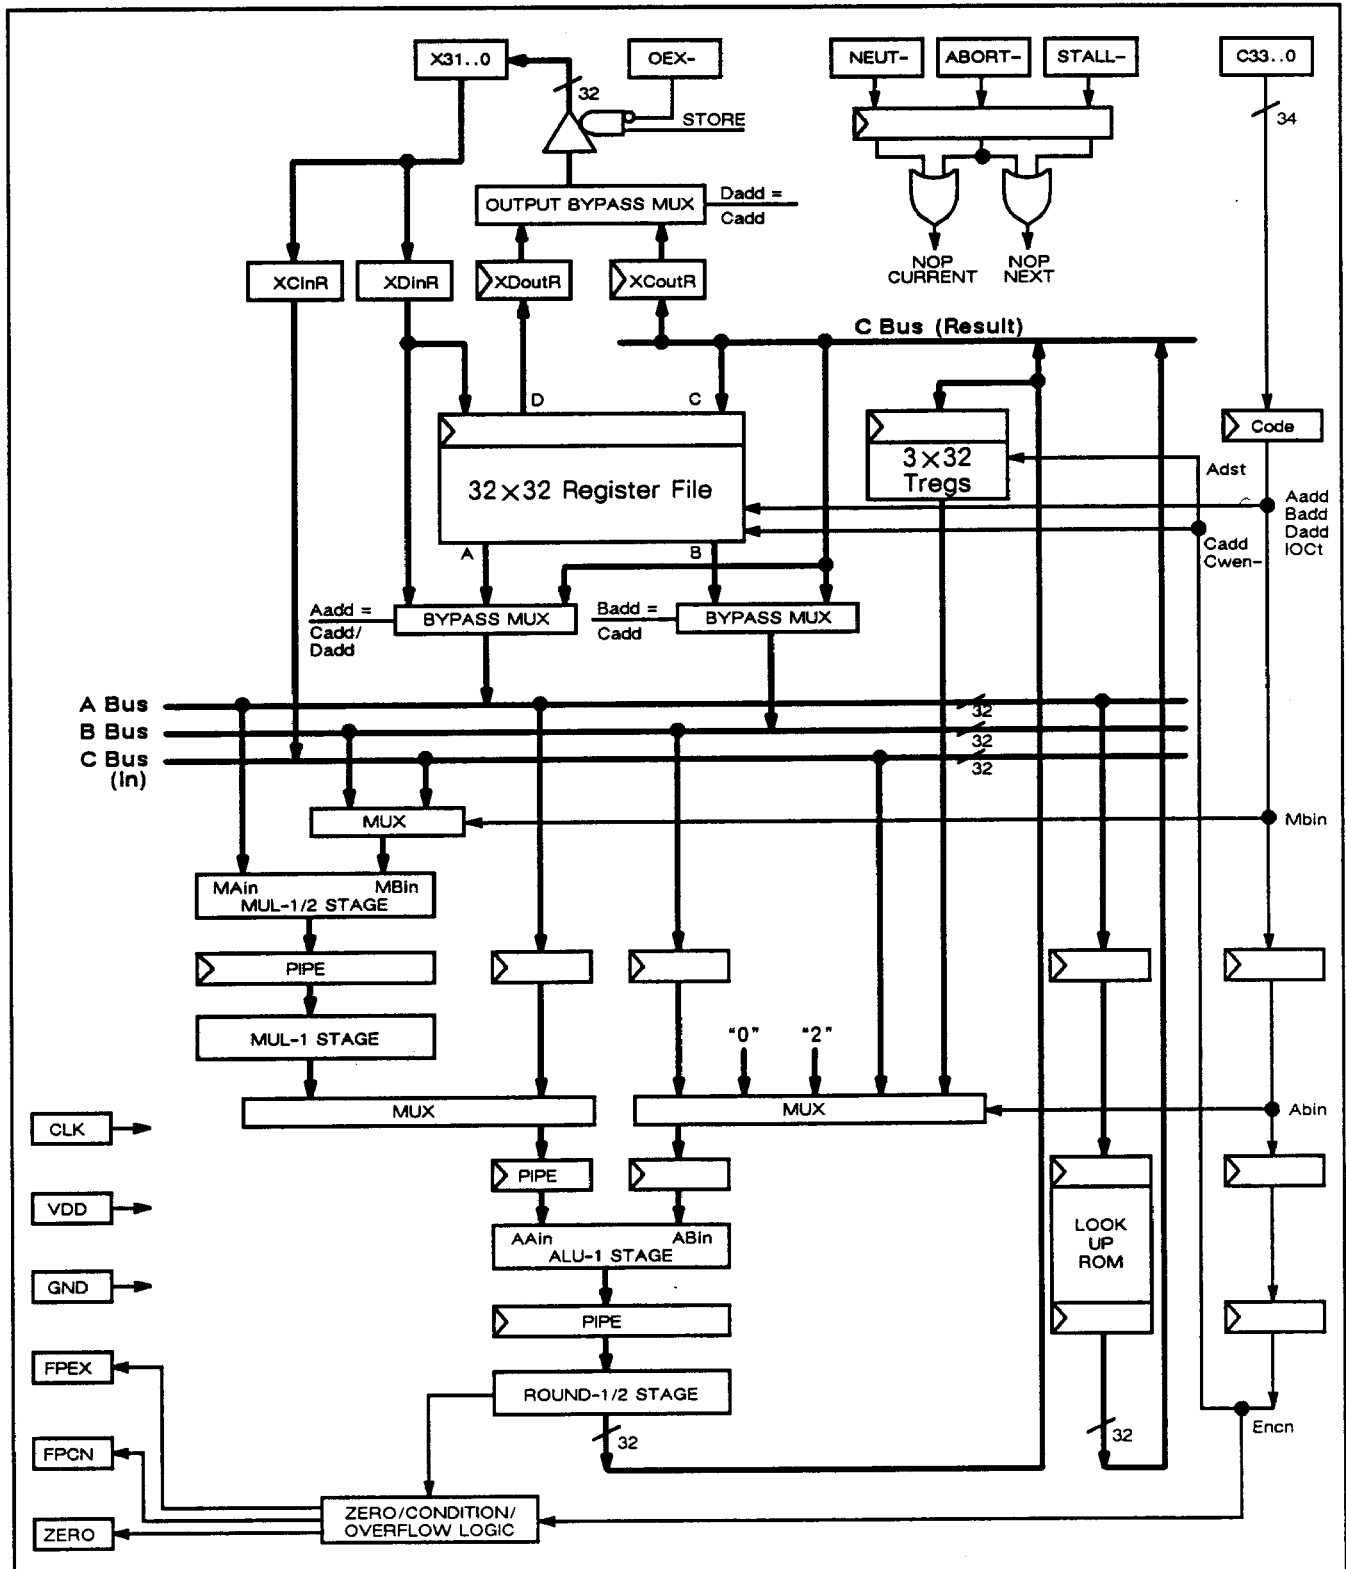 X31..0
OEX-
NEUT-
ABORT-
STALL-
C33..0
32
STORE
34
OUTPUT BYPASS MUX
Dadd =
Cadd
NOP
CURRENT
NOP
NEXT
XCinR
XDinR
XDoutR
XCoutR
C Bus (Result)
D
C
Code
32×32 Register File
3×32
Tregs
Adst
Aadd
Badd
Dadd
IOCt
Cadd
Cwen-
A
B
Aadd =
Cadd/
Dadd
BYPASS MUX
Badd =
Cadd
BYPASS MUX
A Bus
32
B Bus
32
C Bus
(In)
32
MUX
Mbin
MAin
MBin
MUL-1/2 STAGE
PIPE
MUL-1 STAGE
"0"
"2"
MUX
MUX
Abin
CLK
PIPE
VDD
AAin
ABin
ALU-1 STAGE
LOOK
UP
ROM
GND
PIPE
FPEX
ROUND-1/2 STAGE
32
32
Encn
FPCN
ZERO/CONDITION/
OVERFLOW LOGIC
ZERO